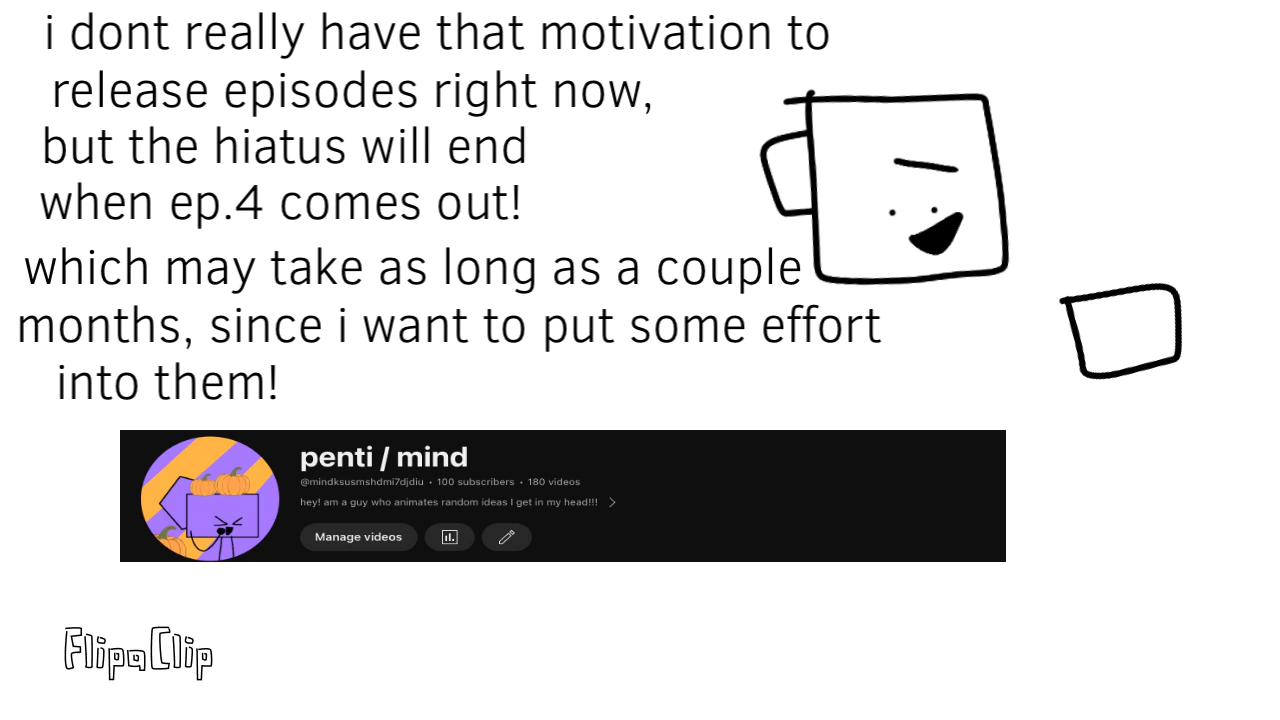 i dont really have that motivation to
release episodes right now,
but the hiatus will end
when ep.4 comes out!
which may take as long as a couple
months, since i want to put some effort
into them!
penti / mind
@mindksusmshdmi7djdiu • 100 subscribers • 180 videos
hey! am a guy who animates random ideas I get in my head!!!
Manage videos
FlipaClip